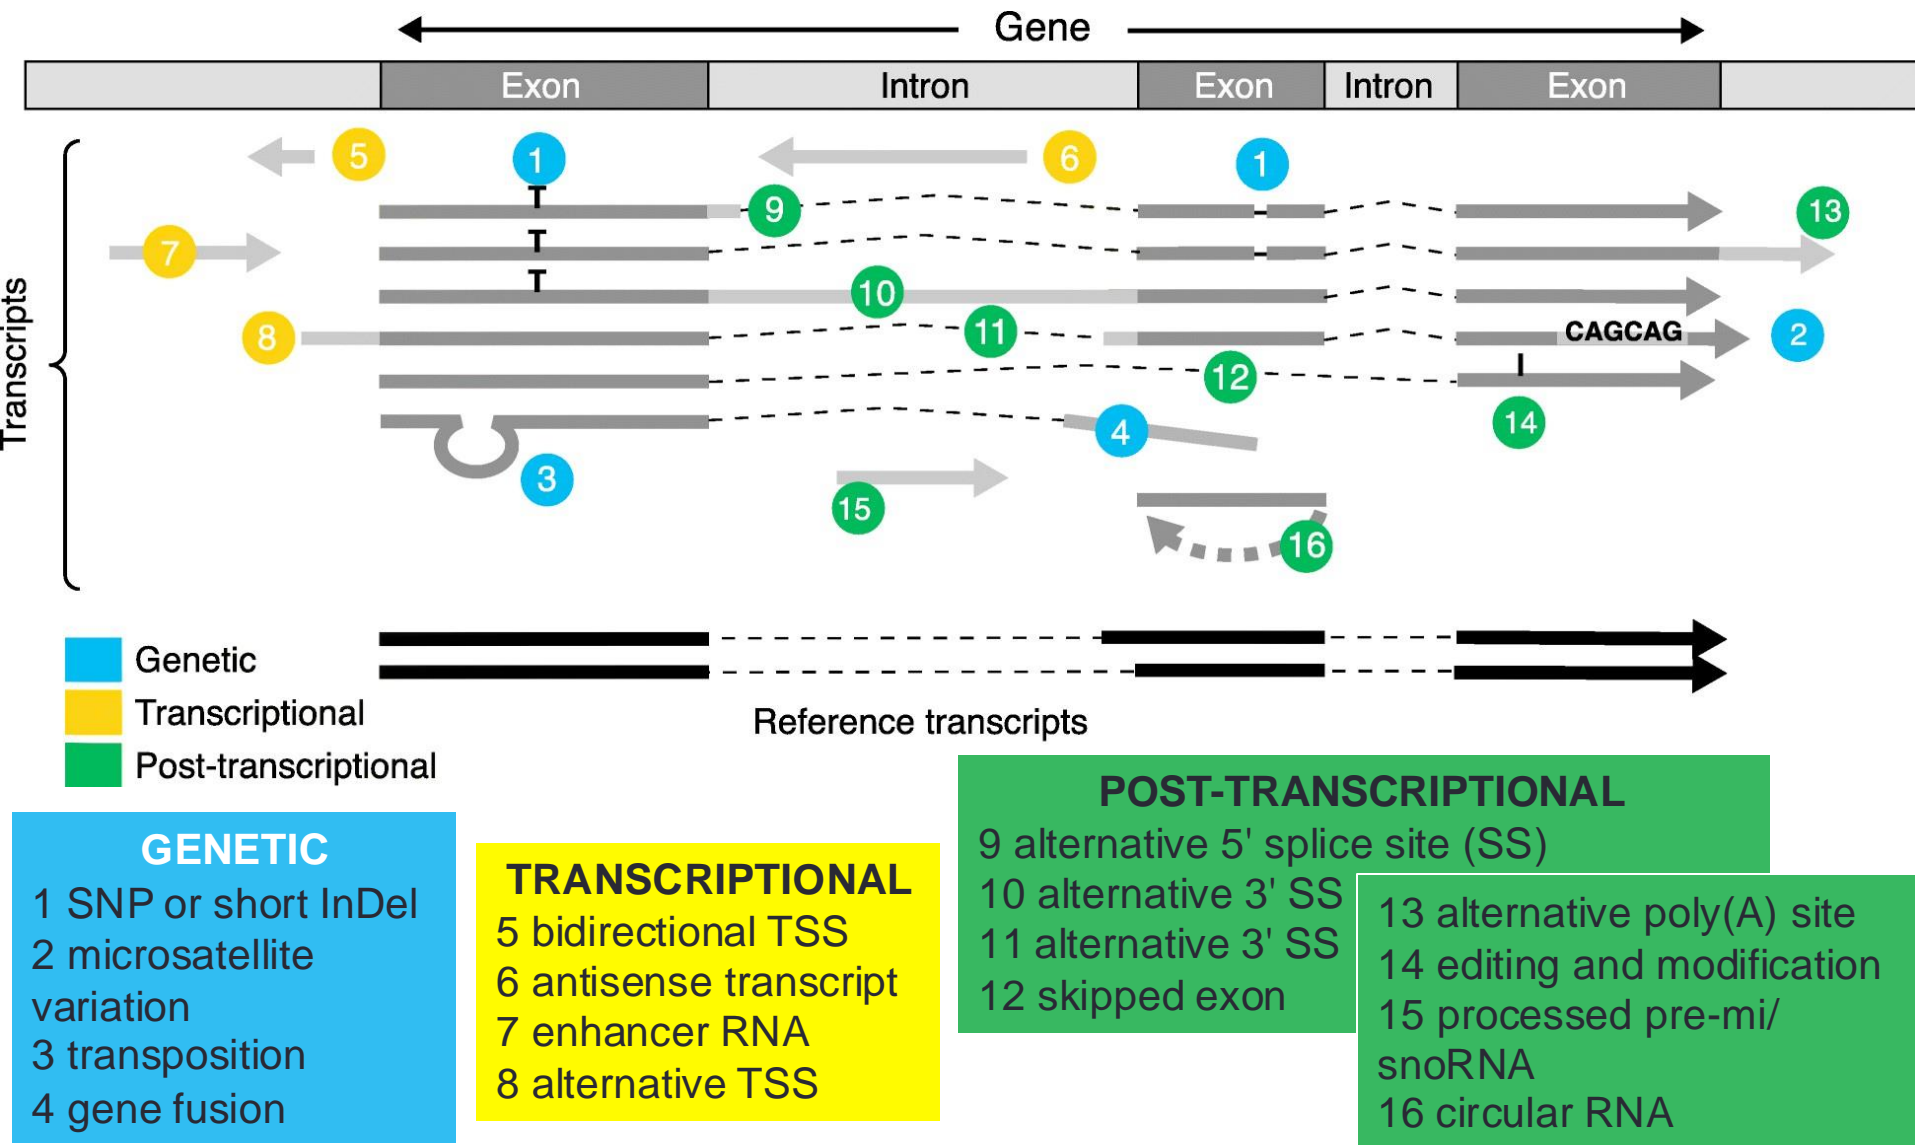 Gene
Exon Intron Exon Intron Exon
5 1 6 1
T
9 13
7 T
T
10
8 11 CAGCAG 2
12 I
4 14
3
15
16
Transcripts
Genetic
Transcriptional
Post-transcriptional
Reference transcripts
GENETIC
1 SNP or short InDel
2 microsatellite
variation
3 transposition
4 gene fusion
TRANSCRIPTIONAL
5 bidirectional TSS
6 antisense transcript
7 enhancer RNA
8 alternative TSS
POST-TRANSCRIPTIONAL
9 alternative 5' splice site (SS)
10 alternative 3' SS
11 alternative 3' SS
12 skipped exon
13 alternative poly(A) site
14 editing and modification
15 processed pre-mi/
snoRNA
16 circular RNA